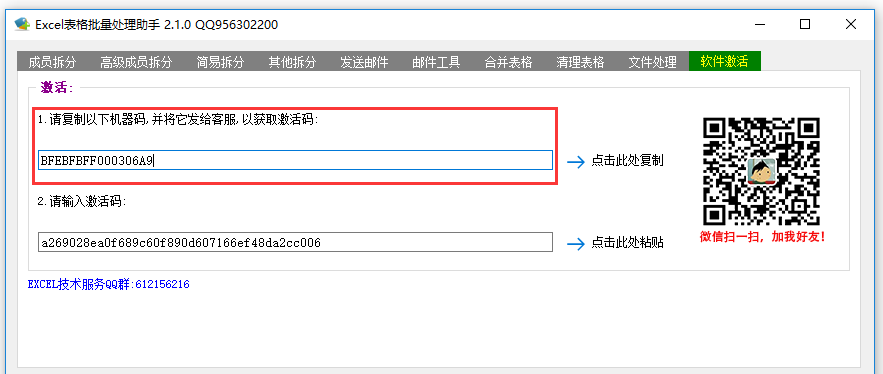 Excel表格批量处理助手 2.1.0 QQ956302200
成员拆分 高级成员拆分 简易拆分 其他拆分 发送邮件 邮件工具 合并表格 清理表格 文件处理 软件激活
激活:
1.请复制以下机器码,并将它发给客服,以获取激活码:
BFEBFBFF000306A9 点击此处复制
2.请输入激活码:
a269028ea0f689c60f890d607166ef48da2cc006 点击此处粘贴
微信扫一扫，加我好友！
EXCEL技术服务QQ群:612156216